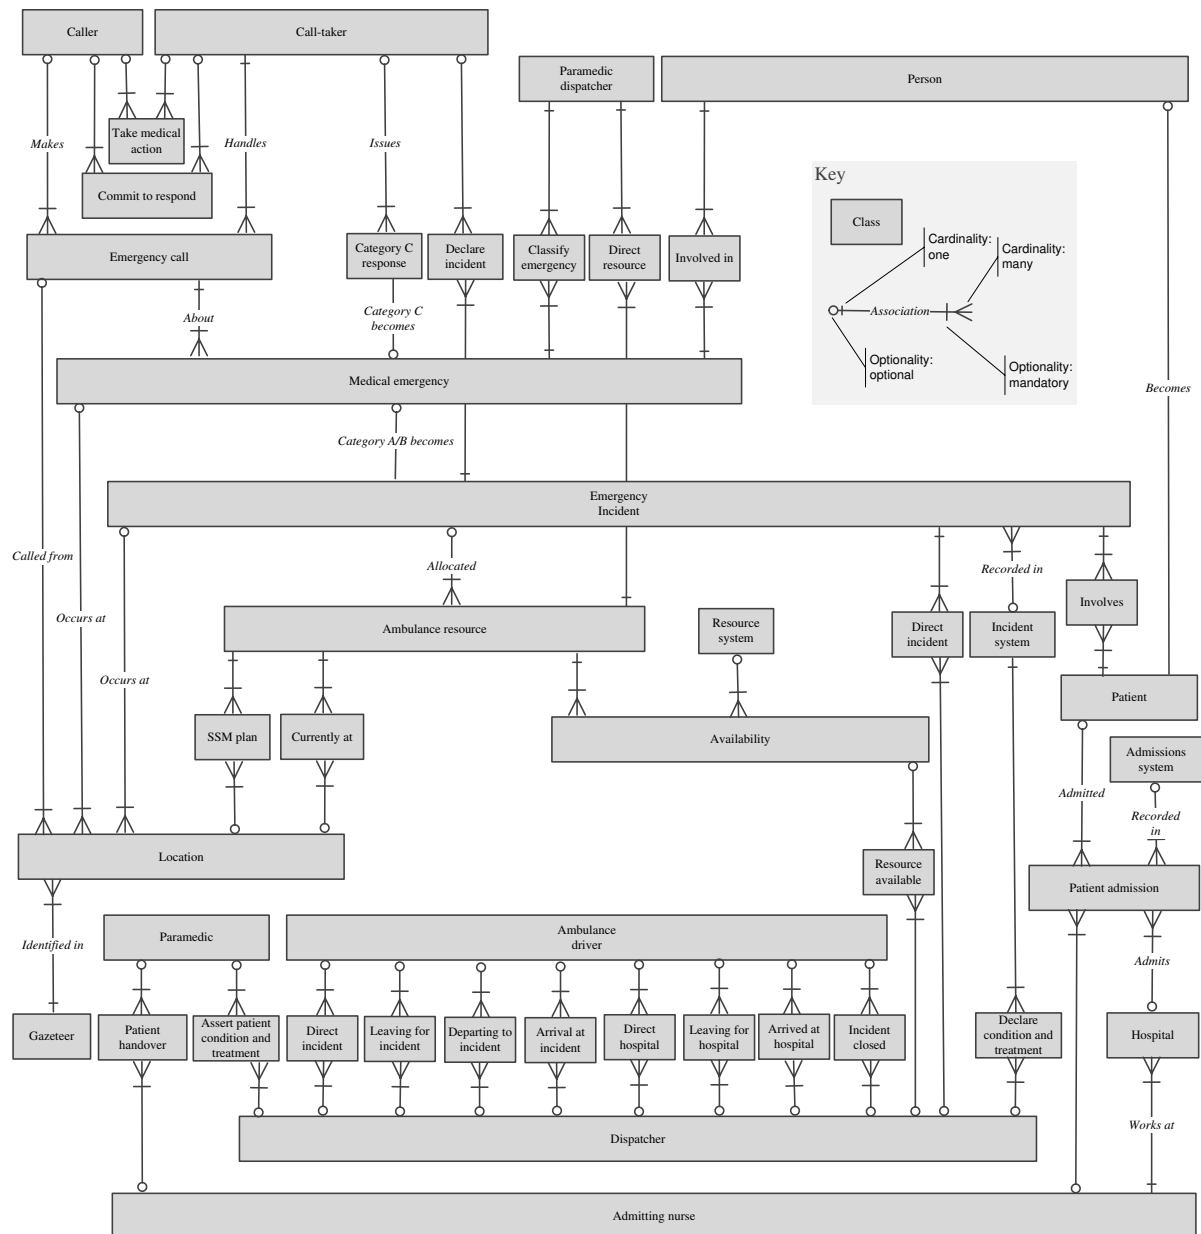 Caller
Call-taker
Paramedic
dispatcher
Person
Makes
Take medical
action
Handles
Issues
Commit to respond
Key
Class
Cardinality:
one
Cardinality:
many
Association
Optionality:
optional
Optionality:
mandatory
Emergency call
Category C
response
Declare
incident
Classify
emergency
Direct
resource
Involved in
About
Category C
becomes
Medical emergency
Becomes
Category A/B becomes
Emergency
Incident
Called from
Allocated
Recorded in
Occurs at
Involves
Ambulance resource
Resource
system
Direct
incident
Incident
system
Occurs at
Patient
SSM plan
Currently at
Availability
Admissions
system
Admitted
Recorded
in
Location
Resource
available
Patient admission
Identified in
Paramedic
Ambulance
driver
Admits
Gazeteer
Patient
handover
Assert patient
condition and
treatment
Direct
incident
Leaving for
incident
Departing to
incident
Arrival at
incident
Direct
hospital
Leaving for
hospital
Arrived at
hospital
Incident
closed
Declare
condition and
treatment
Hospital
Dispatcher
Works at
Admitting nurse